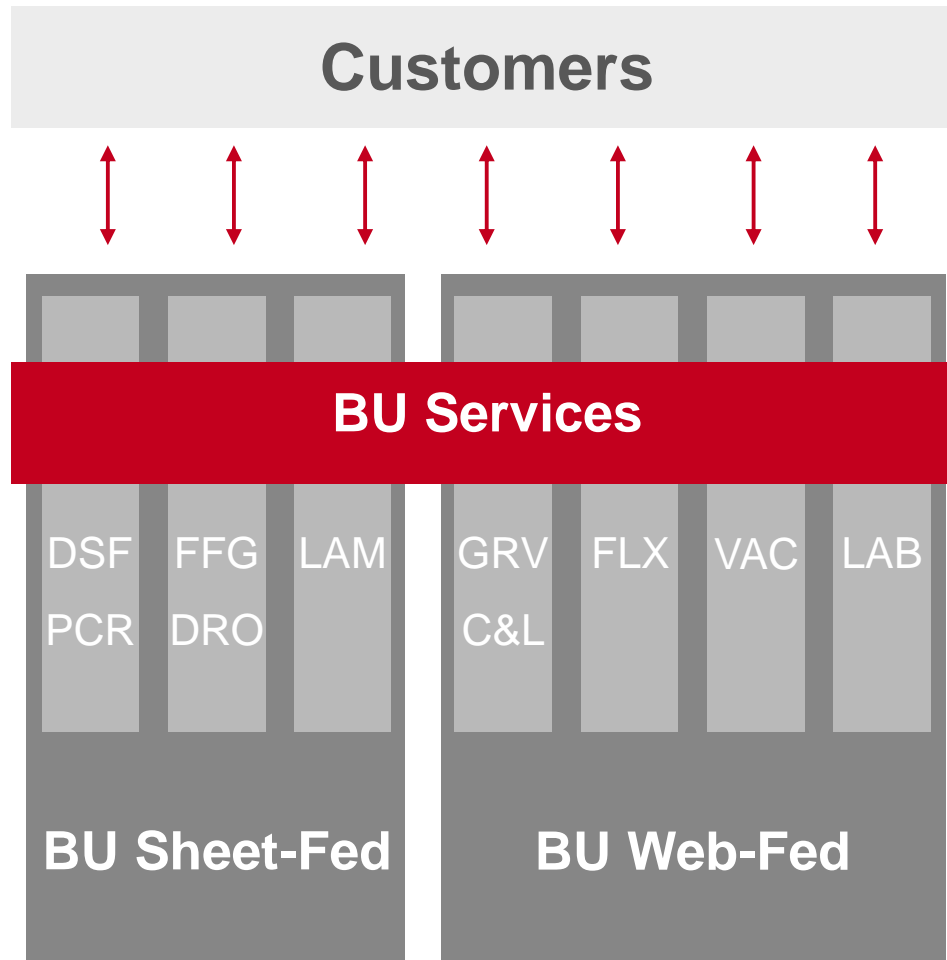 Customers
BU Services
DSF
PCR
FFG
DRO
LAM
GRV
C&L
FLX
VAC
LAB
BU Sheet-Fed
BU Web-Fed